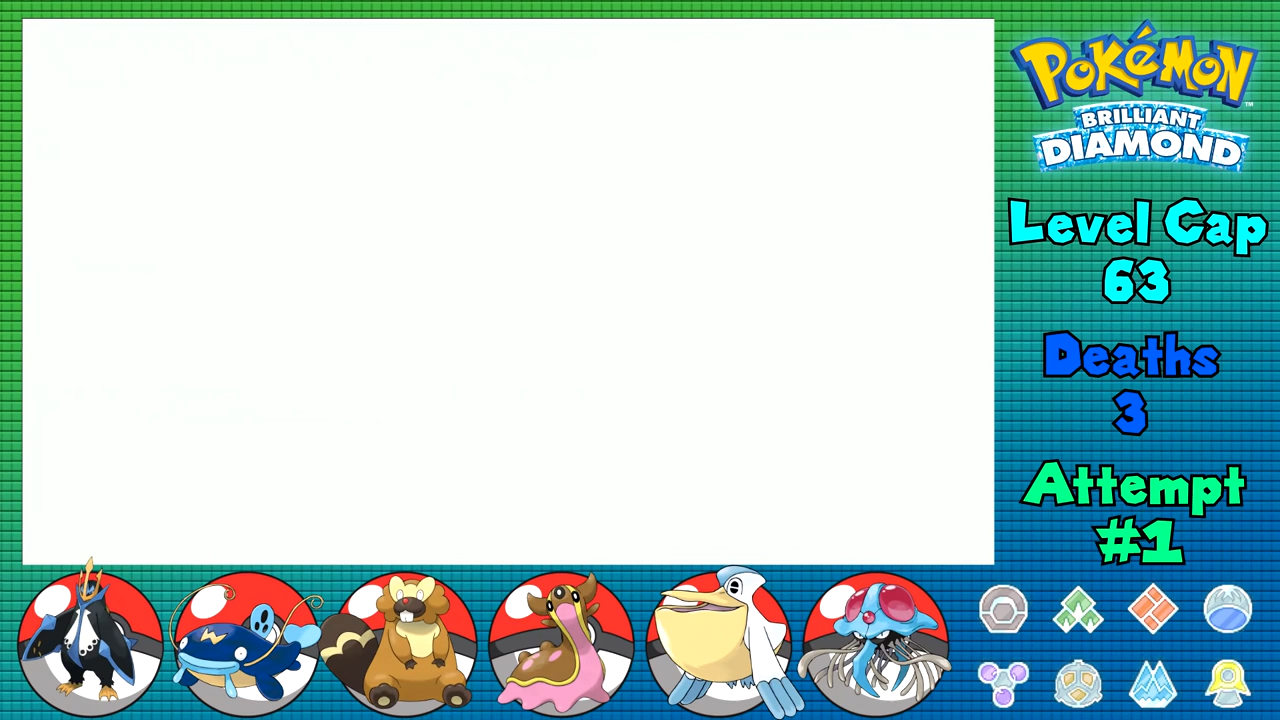 POKÉMON
BRILLIANT
DIAMOND
Level Cap
63
Deaths
3
Attempt
#1